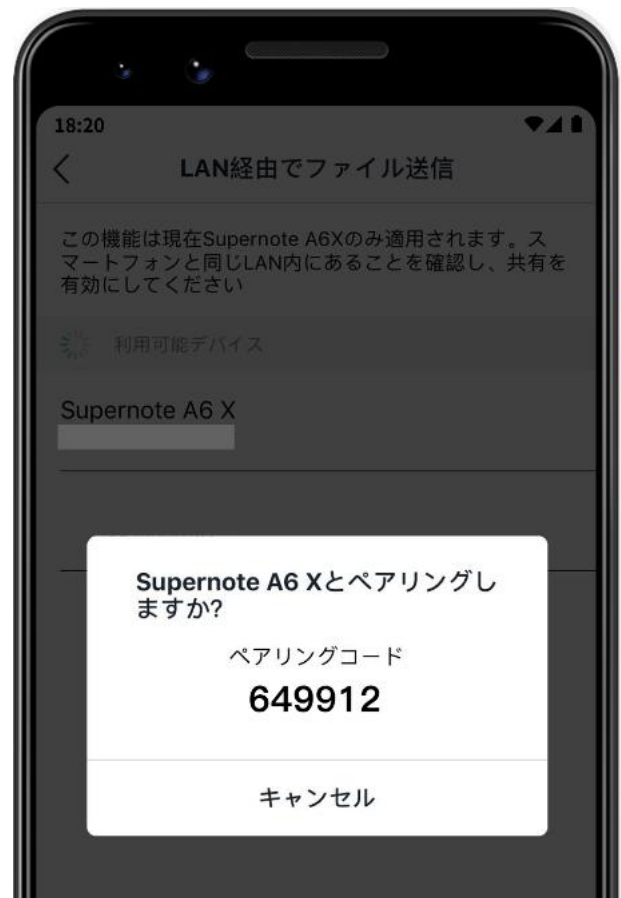 18:20
LAN経由でファイル送信
この機能は現在Supernote A6Xのみ適用されます。ス
マートフォンと同じLAN内にあることを確認し、共有を
有効にしてください
利用可能デバイス
Supernote A6 X
Supernote A6 Xとペアリングし
ますか?
ペアリングコード
649912
キャンセル